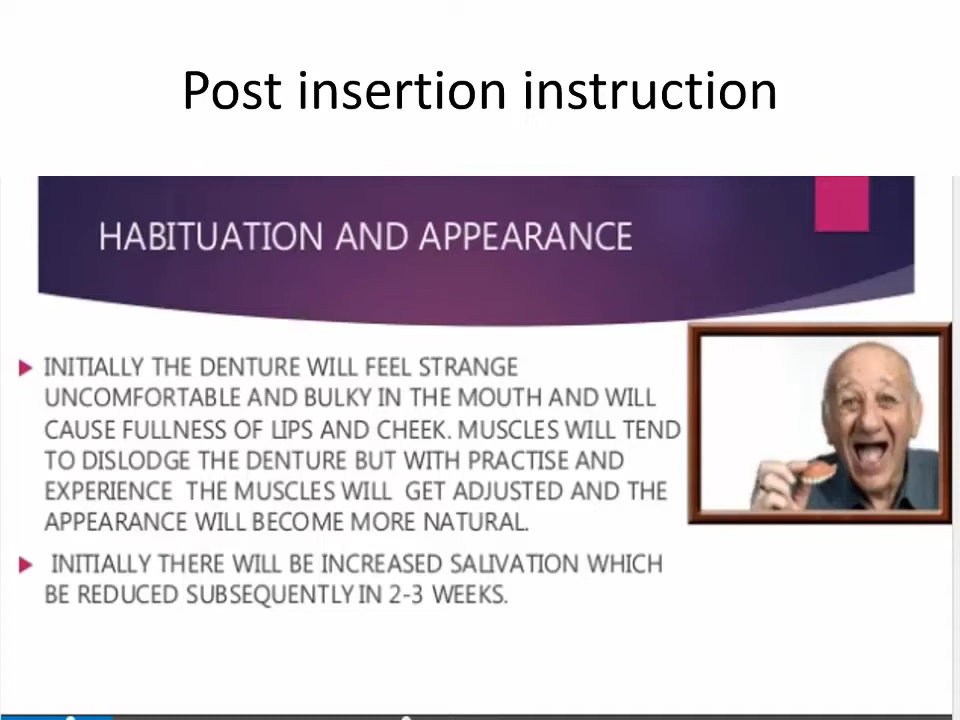 Post insertion instruction
HABITUATION AND APPEARANCE
INITIALLY THE DENTURE WILL FEEL STRANGE
UNCOMFORTABLE AND BULKY IN THE MOUTH AND WILL
CAUSE FULLNESS OF LIPS AND CHEEK. MUSCLES WILL TEND
TO DISLODGE THE DENTURE BUT WITH PRACTISE AND
EXPERIENCE THE MUSCLES WILL GET ADJUSTED AND THE
APPEARANCE WILL BECOME MORE NATURAL.
INITIALLY THERE WILL BE INCREASED SALIVATION WHICH
BE REDUCED SUBSEQUENTLY IN 2-3 WEEKS.